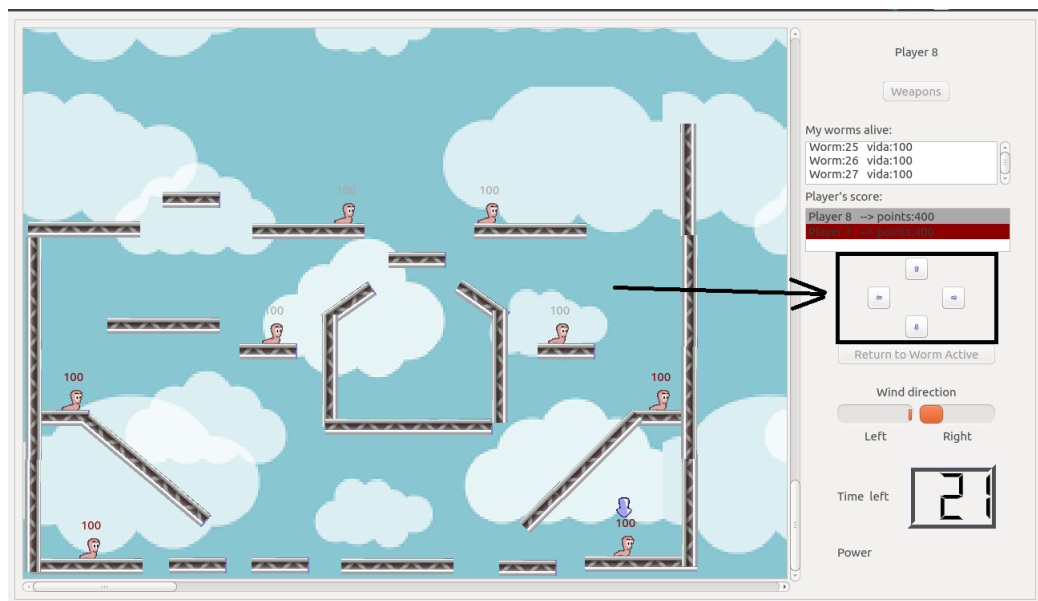 Player 8
Weapons
My worms alive:
Worm:25 vida:100
Worm:26 vida:100
Worm:27 vida:100
Player's score:
Player 8 --> points:400
Player 7 --> points:400
100
100
100
100
100
100
100
100
Return to Worm Active
Wind direction
Left Right
Time left 21
Power